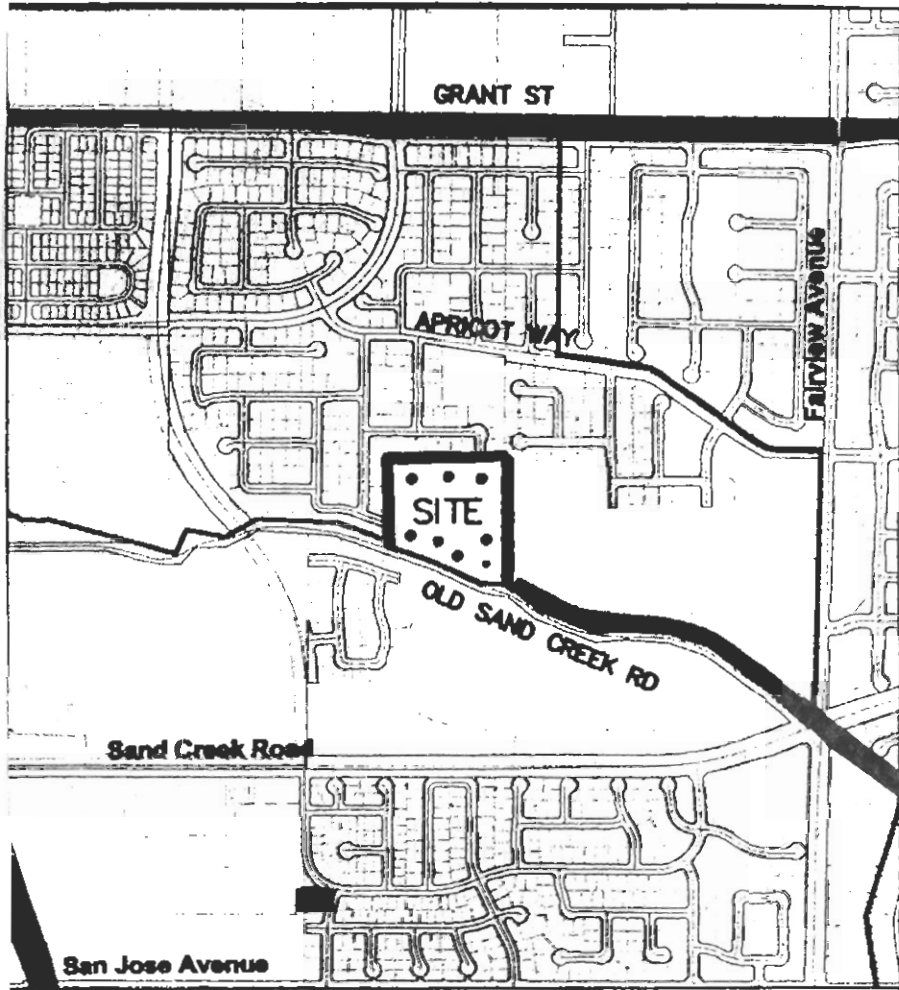 GRANT ST
Fairview Avenue
APRICOT WAY
SITE
OLD SAND CREEK RD
Sand Creek Road
San Jose Avenue